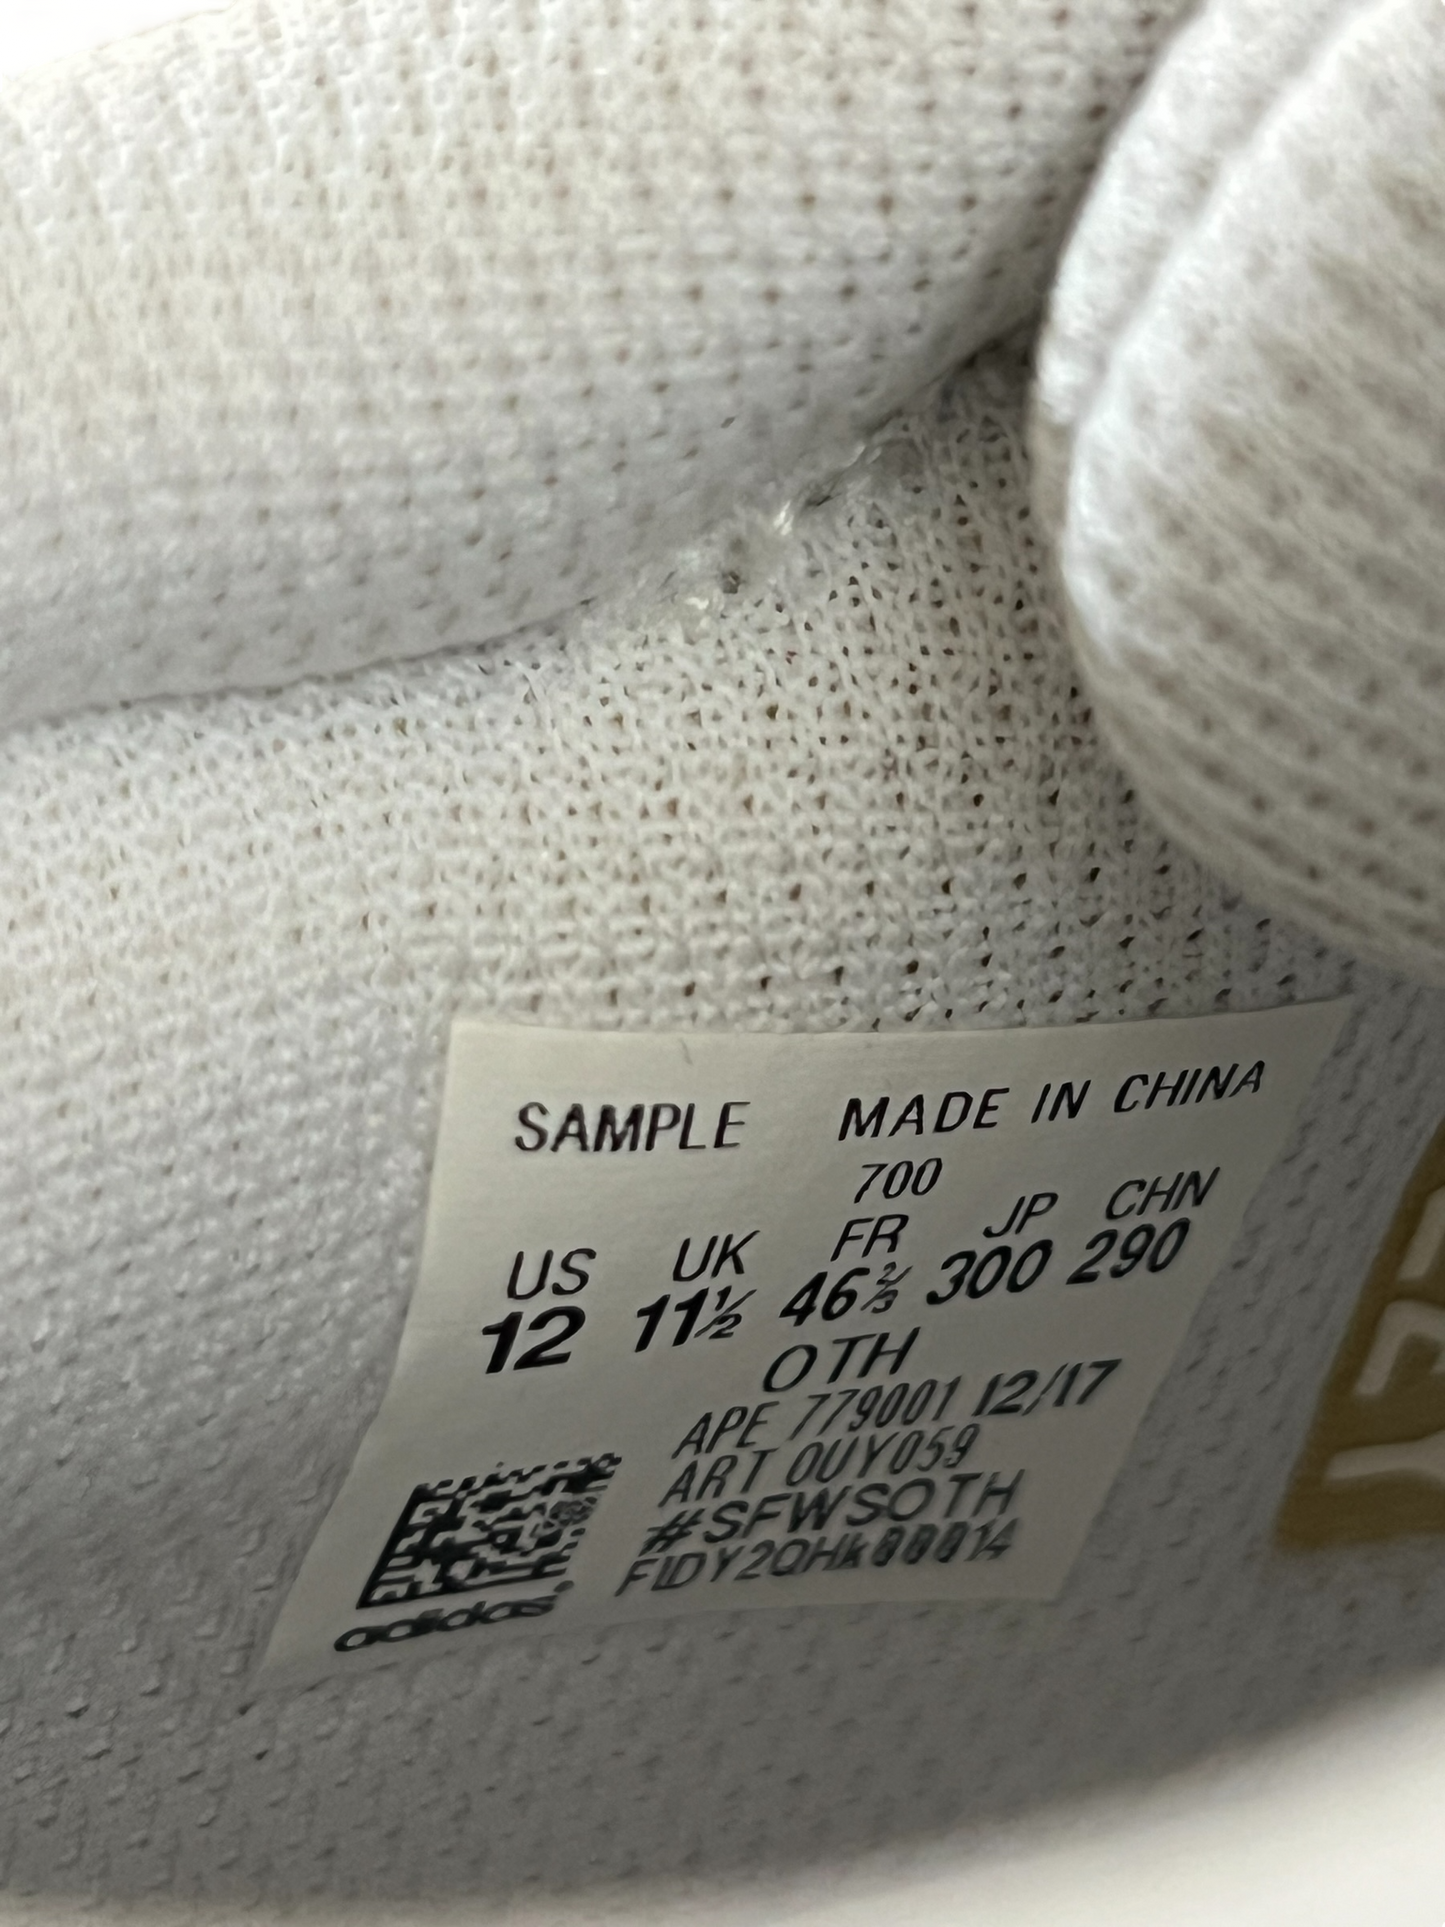 SAMPLE MADE IN CHINA
700
US UK FR JP CHN
12 11½ 46⅔ 300 290
OTH
APE 779001 12/17
ART 0UY059
#SFWSOTH
adidas®